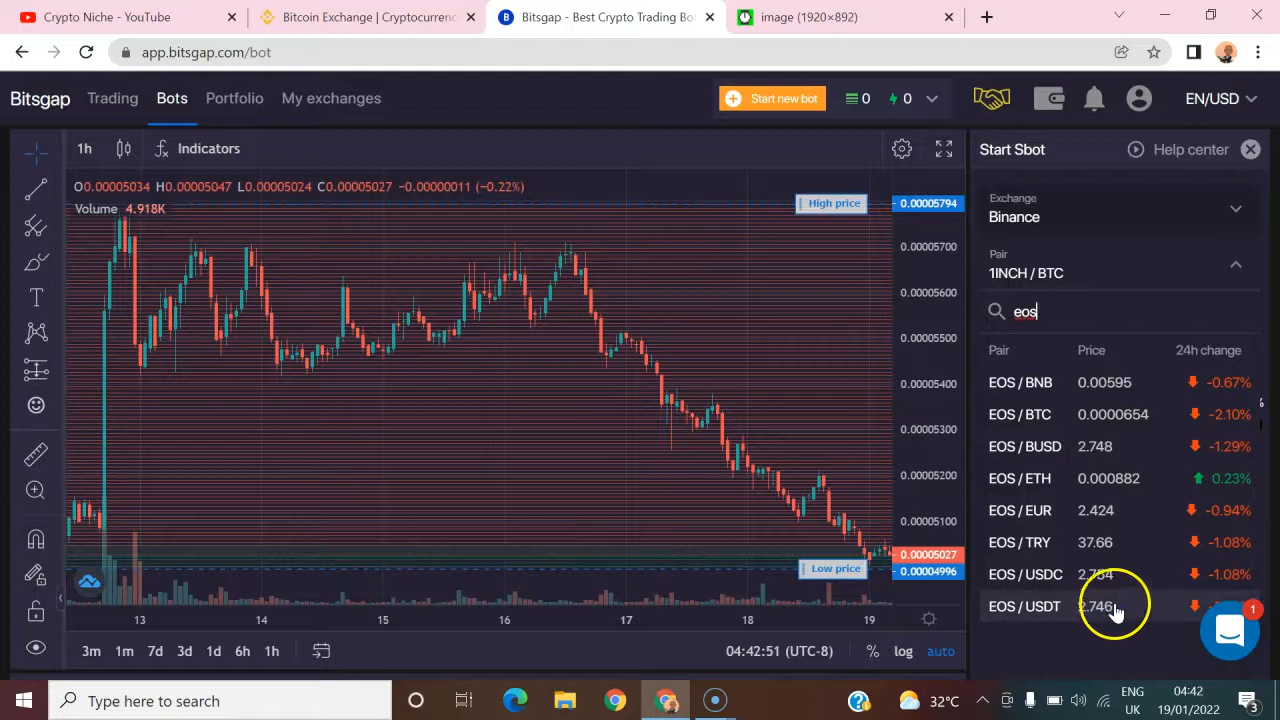 Crypto Niche - YouTube
Bitcoin Exchange | Cryptocurrenc
Bitsgap - Best Crypto Trading Bo
image (1920×892)
app.bitsgap.com/bot
Bitsgap Trading Bots Portfolio My exchanges Start new bot 0 0 EN/USD
1h Indicators
O0.00005034 H0.00005047 L0.00005024 C0.00005027 −0.00000011 (−0.22%)
Volume 4.918K
High price 0.00005794
0.00005700
0.00005600
0.00005500
0.00005400
0.00005300
0.00005200
0.00005100
0.00005027
Low price 0.00004996
13 14 15 16 17 18 19
3m 1m 7d 3d 1d 6h 1h 04:42:51 (UTC-8) % log auto
Start Sbot Help center
Exchange
Binance
Pair
1INCH / BTC
eos
Pair Price 24h change
EOS / BNB 0.00595 -0.67%
EOS / BTC 0.0000654 -2.10%
EOS / BUSD 2.748 -1.29%
EOS / ETH 0.000882 0.23%
EOS / EUR 2.424 -0.94%
EOS / TRY 37.66 -1.08%
EOS / USDC -1.08%
EOS / USDT 2.746
1
Type here to search
32°C
ENG
UK
04:42
19/01/2022
3